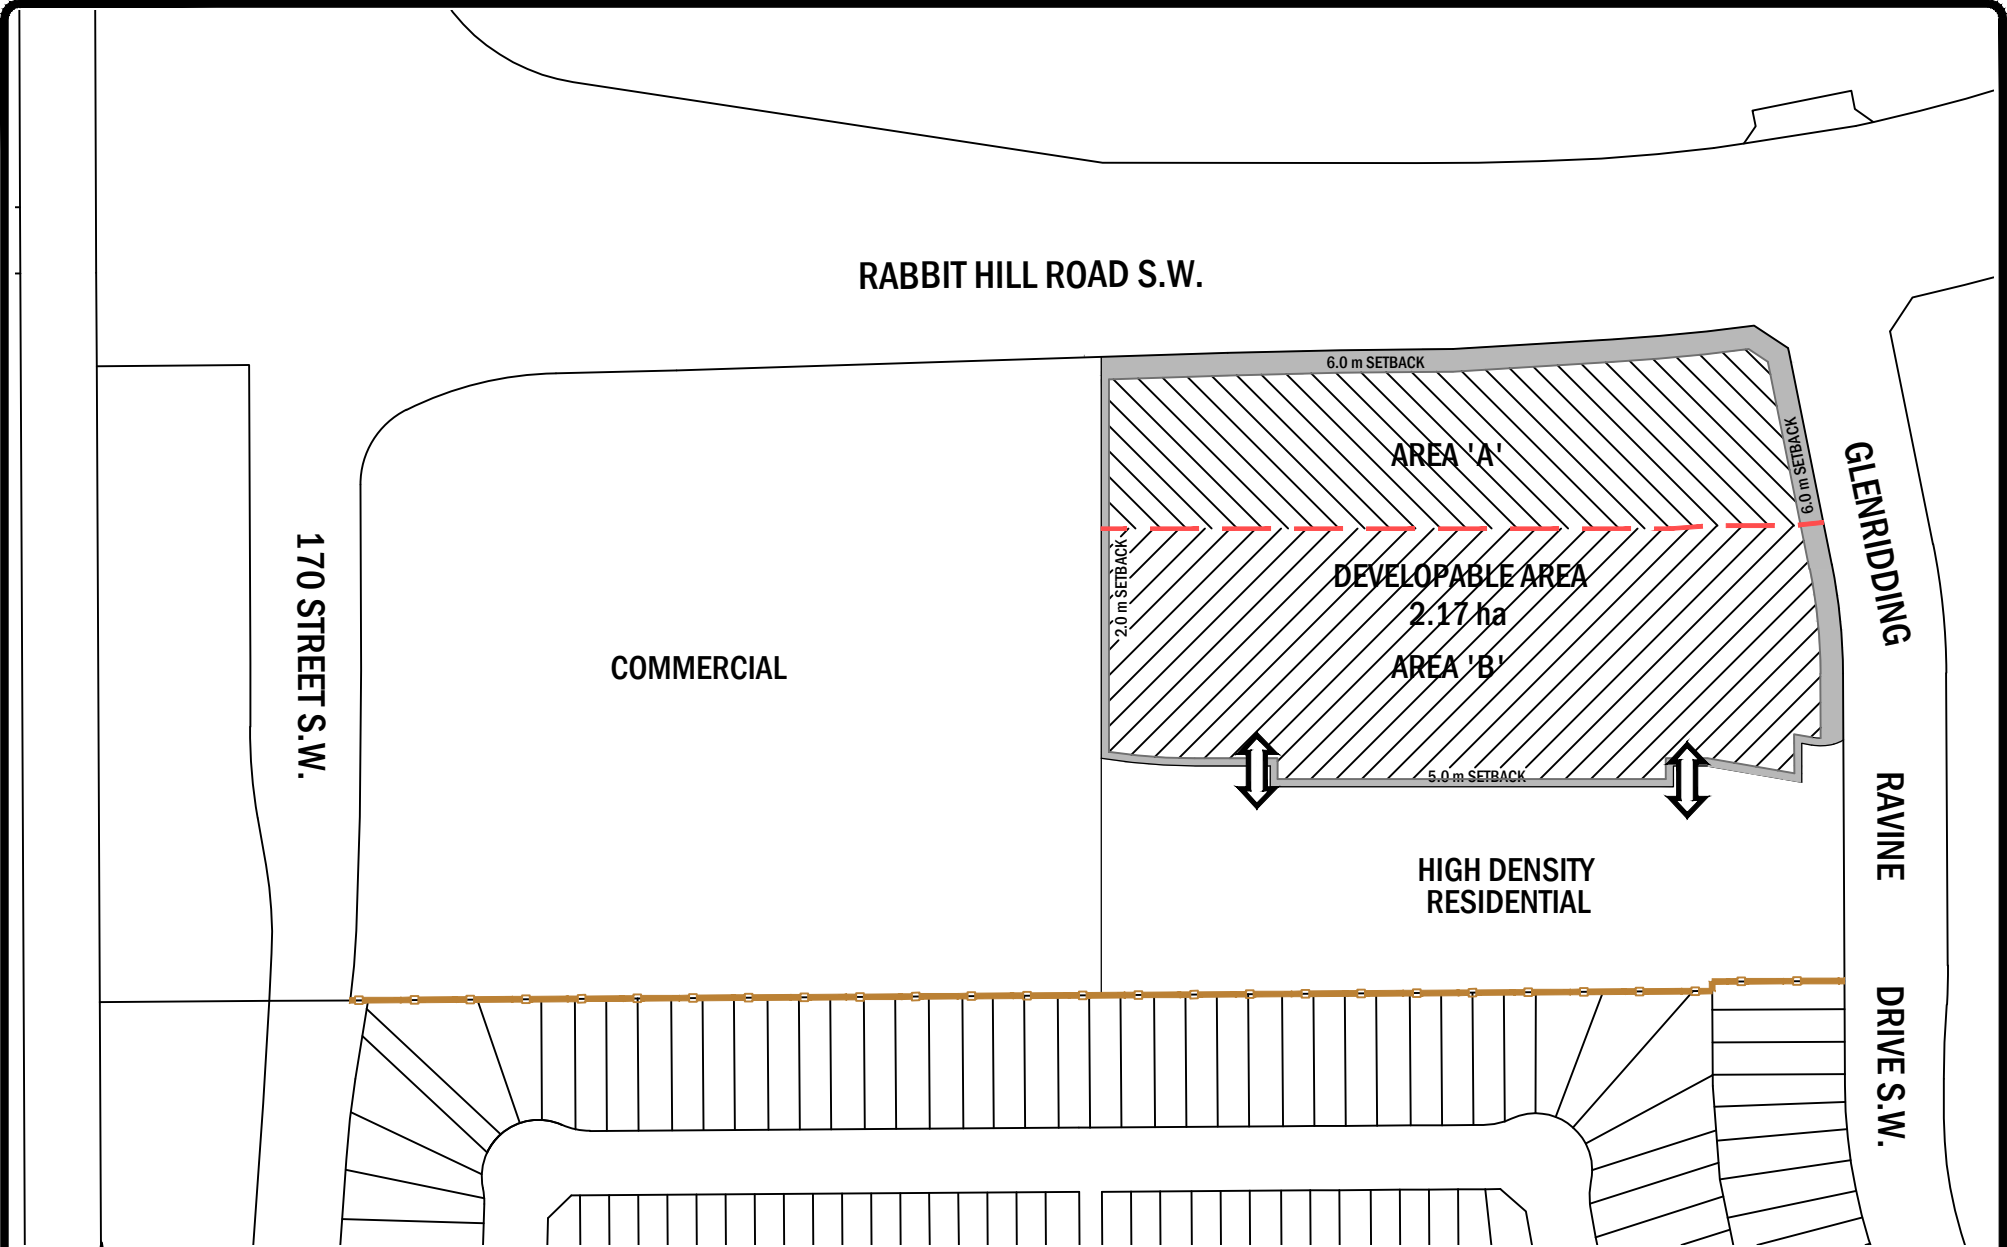 RABBIT HILL ROAD S.W.
6.0 m SETBACK
AREA 'A'
6.0 m SETBACK
GLENRIDDING
170 STREET S.W.
2.0 m SETBACK
DEVELOPABLE AREA
2.17 ha
COMMERCIAL
AREA 'B'
5.0 m SETBACK
RAVINE
HIGH DENSITY
RESIDENTIAL
DRIVE S.W.